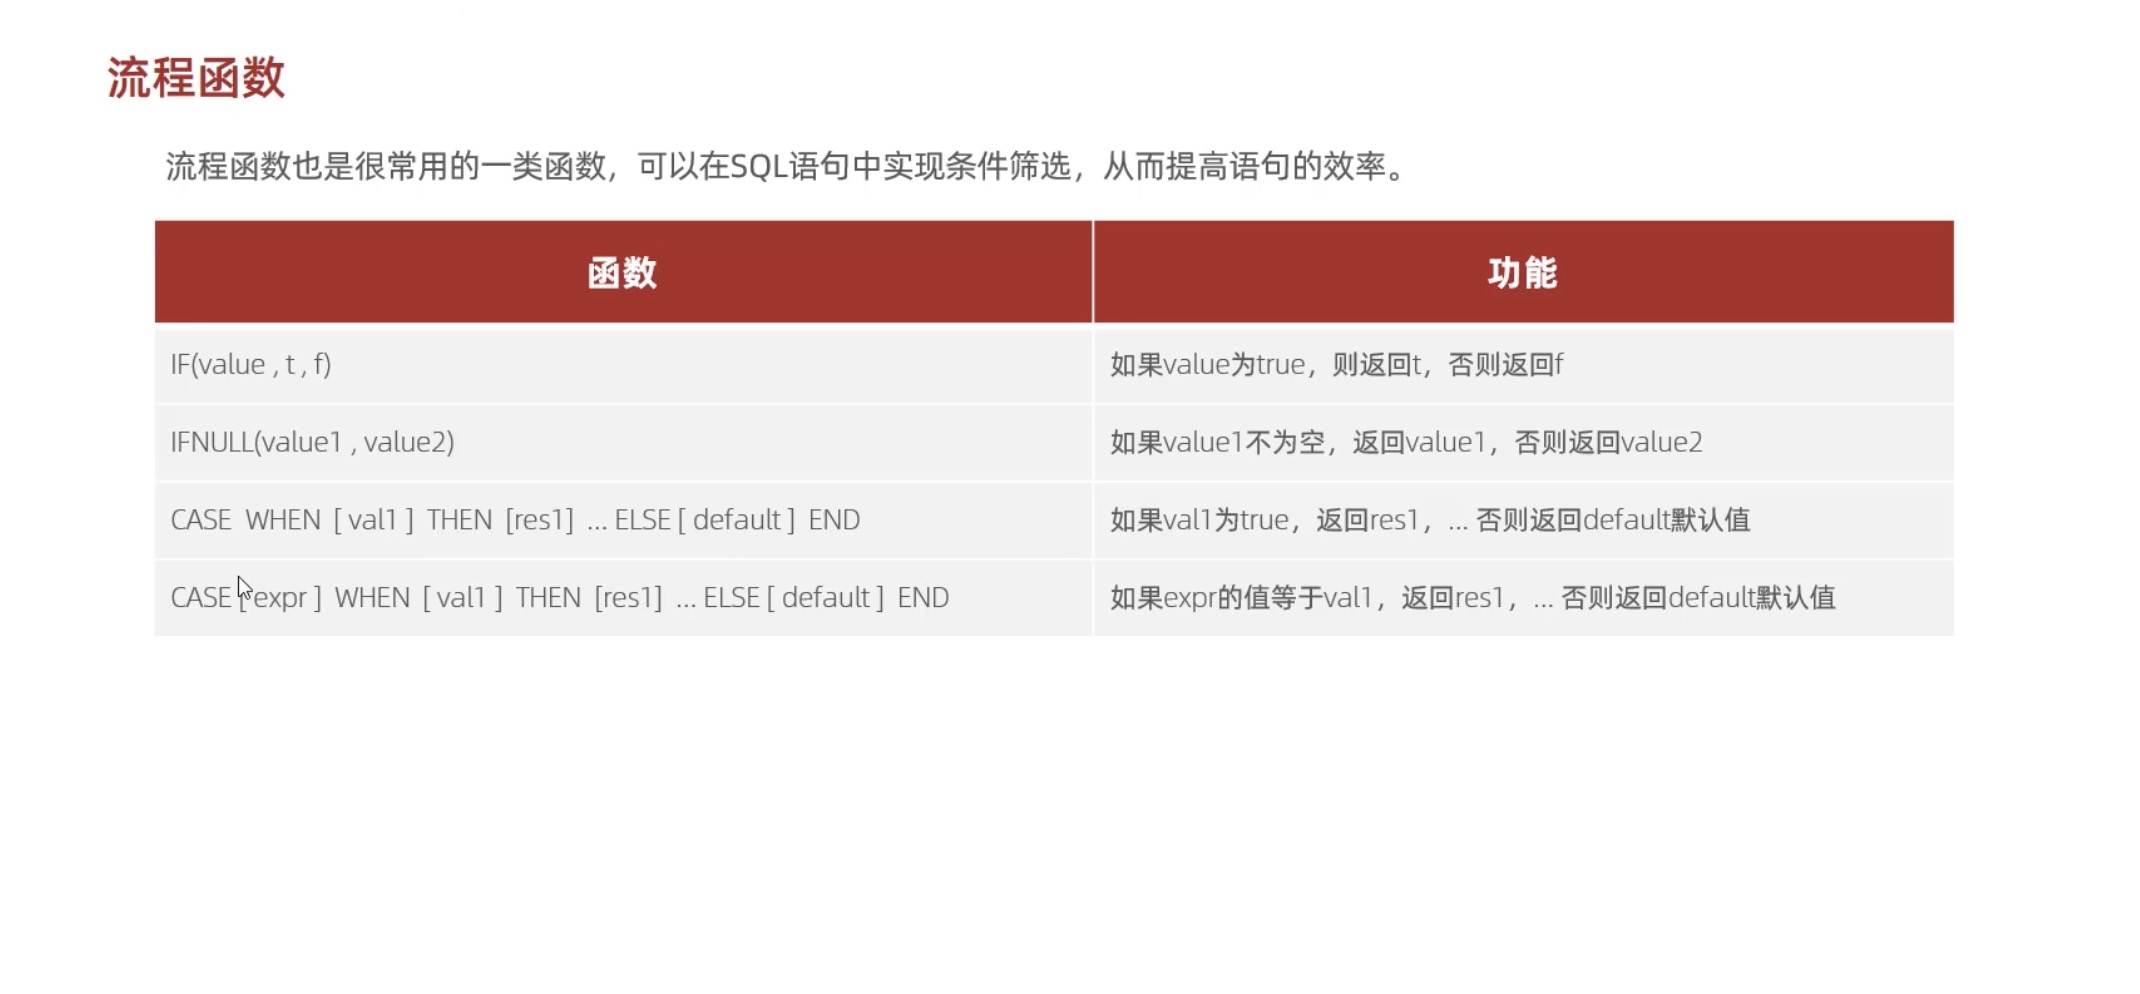 流程函数
流程函数也是很常用的一类函数，可以在SQL语句中实现条件筛选，从而提高语句的效率。
函数 功能
IF(value , t , f) 如果value为true，则返回t，否则返回f
IFNULL(value1 , value2) 如果value1不为空，返回value1，否则返回value2
CASE WHEN [ val1 ] THEN [res1] ... ELSE [ default ] END 如果val1为true，返回res1，... 否则返回default默认值
CASE [ expr ] WHEN [ val1 ] THEN [res1] ... ELSE [ default ] END 如果expr的值等于val1，返回res1，... 否则返回default默认值